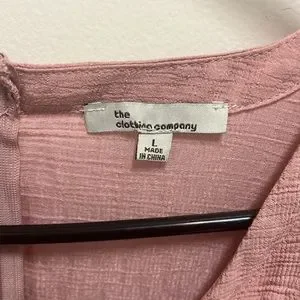 the
clothing company
L
MADE
IN CHINA